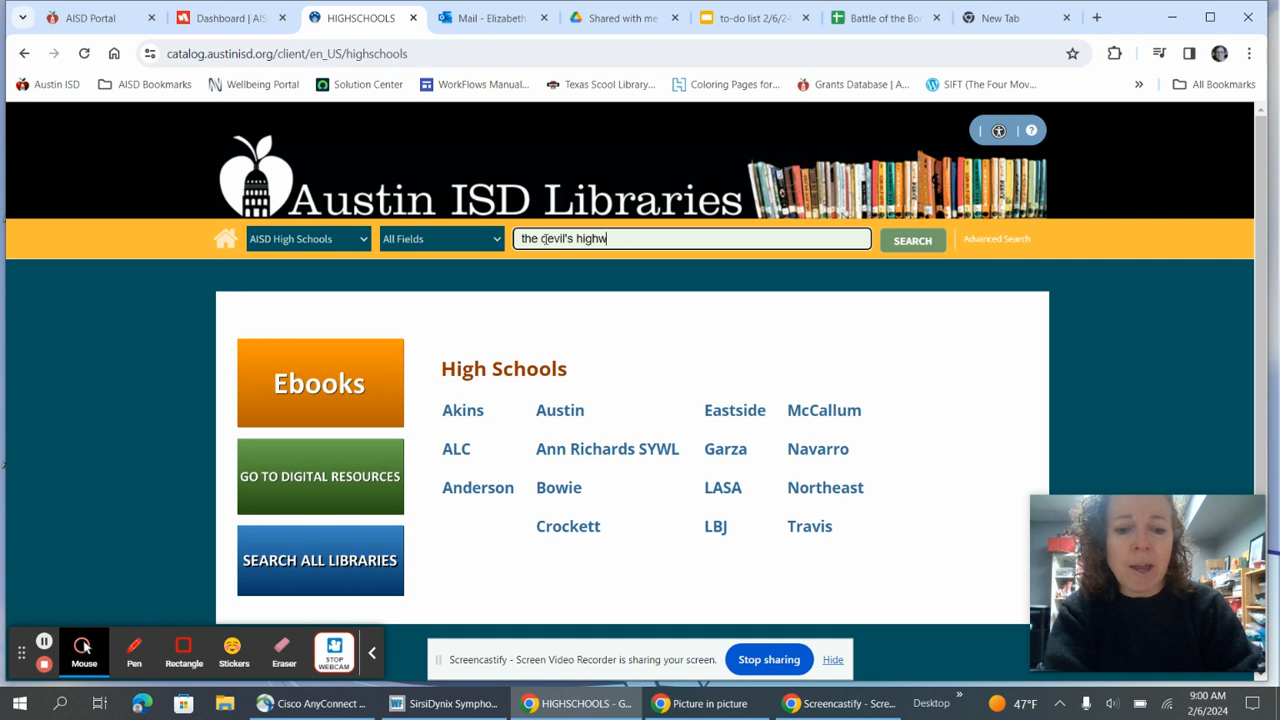 AISD Portal
Dashboard | AIS
HIGHSCHOOLS
Mail - Elizabeth
Shared with me
to-do list 2/6/24
Battle of the Bo
New Tab
catalog.austinisd.org/client/en_US/highschools
Austin ISD
AISD Bookmarks
Wellbeing Portal
Solution Center
WorkFlows Manual...
Texas Scool Library...
Coloring Pages for...
Grants Database | A...
SIFT (The Four Mov...
»
All Bookmarks
| | ?
Austin ISD Libraries
AISD High Schools
All Fields
the devil's highw
SEARCH
Advanced Search
Ebooks
GO TO DIGITAL RESOURCES
SEARCH ALL LIBRARIES
High Schools
Akins Austin Eastside McCallum
ALC Ann Richards SYWL Garza Navarro
Anderson Bowie LASA Northeast
Crockett LBJ Travis
Mouse
Pen
Rectangle
Stickers
Eraser
STOP
WEBCAM
Screencastify - Screen Video Recorder is sharing your screen.
Stop sharing
Hide
Cisco AnyConnect ...
SirsiDynix Sympho...
HIGHSCHOOLS - G...
Picture in picture
Screencastify - Scre...
Desktop
»
47°F
9:00 AM
2/6/2024